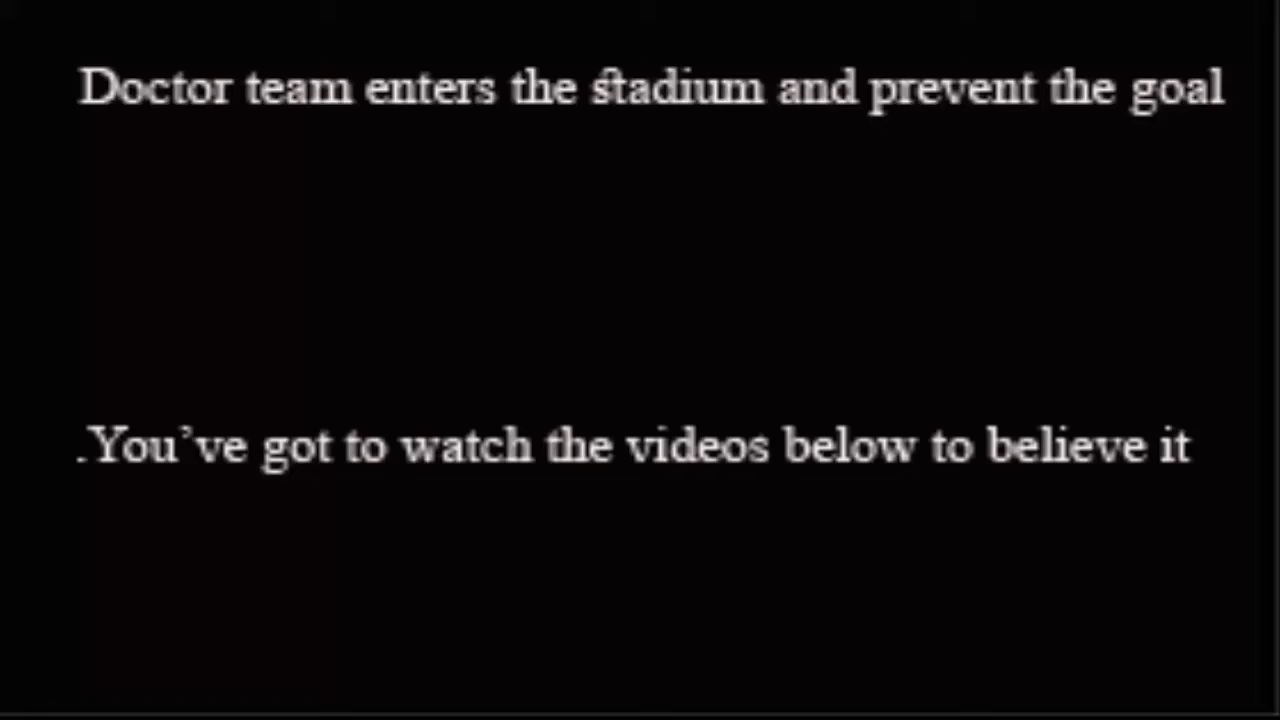 Doctor team enters the stadium and prevent the goal
.You’ve got to watch the videos below to believe it